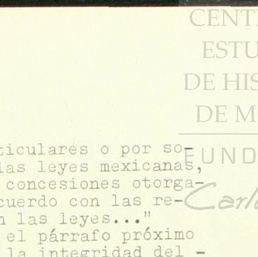 CENT
ESTU
DE HIS
DE M
FUND
Carl
ticulares o por so-
las leyes mexicanas,
concesiones otorga-
cuerdo con las re-
n las leyes..."
el párrafo próximo
la integridad del -